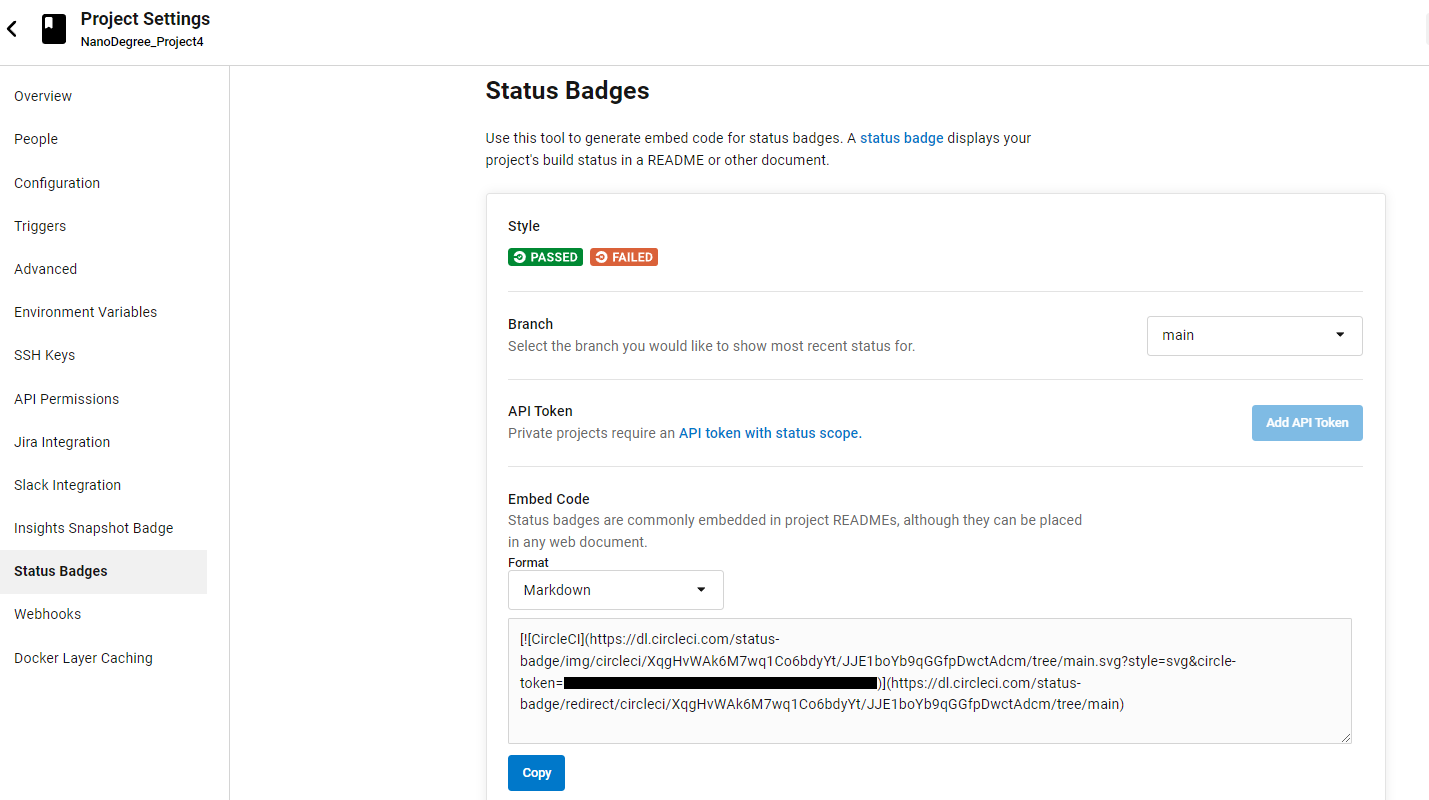 Project Settings
NanoDegree_Project4
Overview
People
Configuration
Triggers
Advanced
Environment Variables
SSH Keys
API Permissions
Jira Integration
Slack Integration
Insights Snapshot Badge
Status Badges
Webhooks
Docker Layer Caching
Status Badges
Use this tool to generate embed code for status badges. A status badge displays your
project's build status in a README or other document.
Style
PASSED FAILED
Branch
Select the branch you would like to show most recent status for.
main
API Token
Private projects require an API token with status scope.
Add API Token
Embed Code
Status badges are commonly embedded in project READMEs, although they can be placed
in any web document.
Format
Markdown
[![CircleCI](https://dl.circleci.com/status-
badge/img/circleci/XqgHvWAk6M7wq1Co6bdyYt/JJE1boYb9qGGfpDwctAdcm/tree/main.svg?style=svg&circle-
token=)](https://dl.circleci.com/status-
badge/redirect/circleci/XqgHvWAk6M7wq1Co6bdyYt/JJE1boYb9qGGfpDwctAdcm/tree/main)
Copy